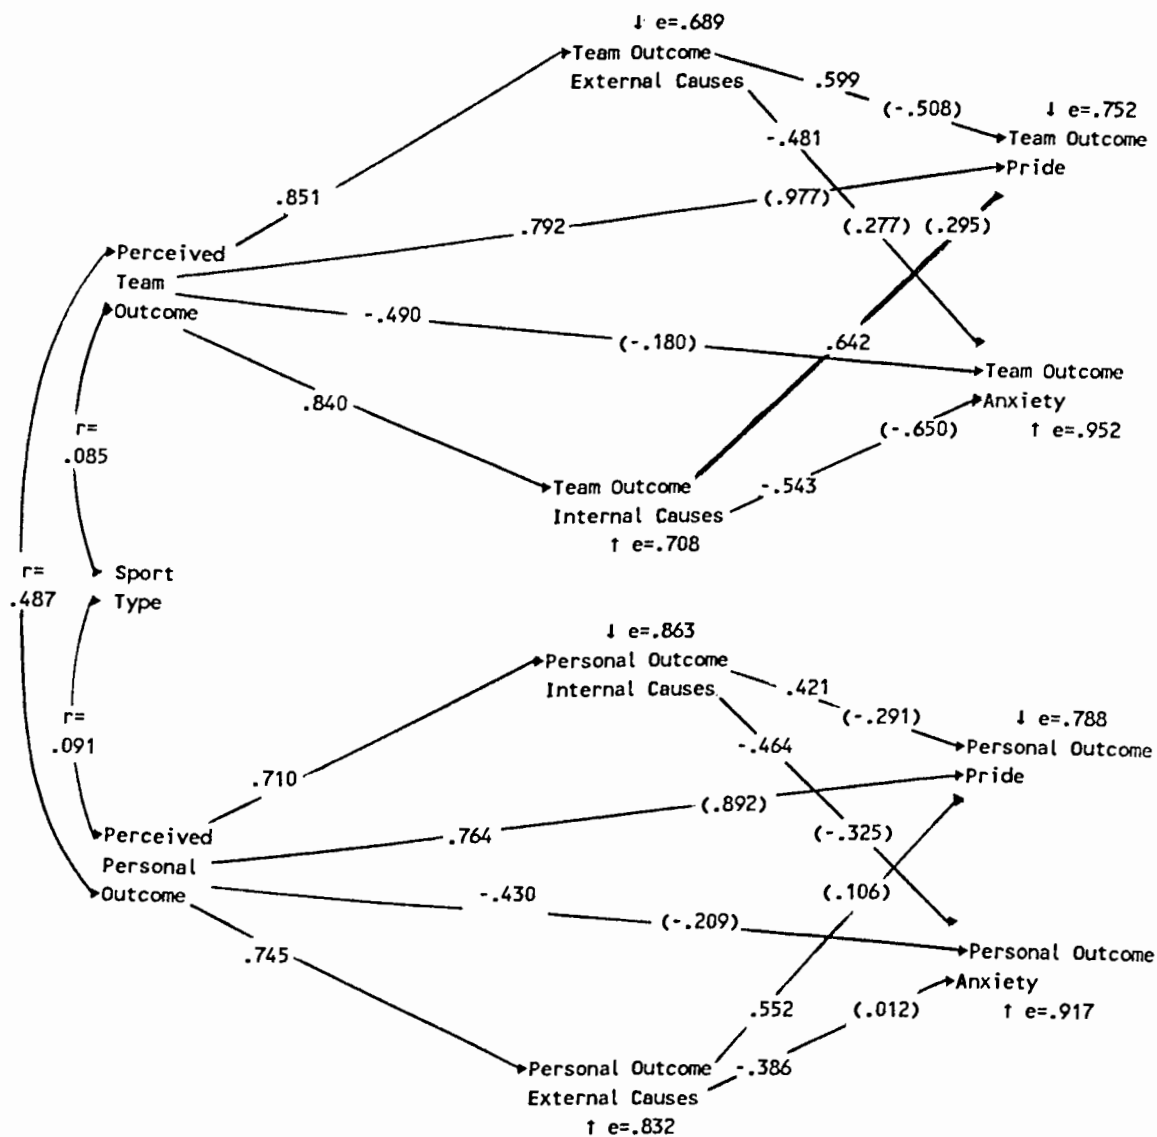 ↓ e=.689
Team Outcome
External Causes
.599
(-.508)
↓ e=.752
Team Outcome
Pride
-.481
.851
.792
(.977)
(.277) (.295)
Perceived
Team
Outcome
-.490
(-.180)
.642
Team Outcome
Anxiety
↑ e=.952
.840
(-.650)
r=
.085
Team Outcome
Internal Causes
↑ e=.708
-.543
r=
.487
Sport
Type
↓ e=.863
Personal Outcome
Internal Causes
.421
(-.291)
↓ e=.788
Personal Outcome
Pride
r=
.091
-.464
.710
.764
(.892)
Perceived
Personal
Outcome
(-.325)
(.106)
-.430
(-.209)
.745
Personal Outcome
Anxiety
↑ e=.917
.552
(.012)
Personal Outcome
External Causes
↑ e=.832
-.386